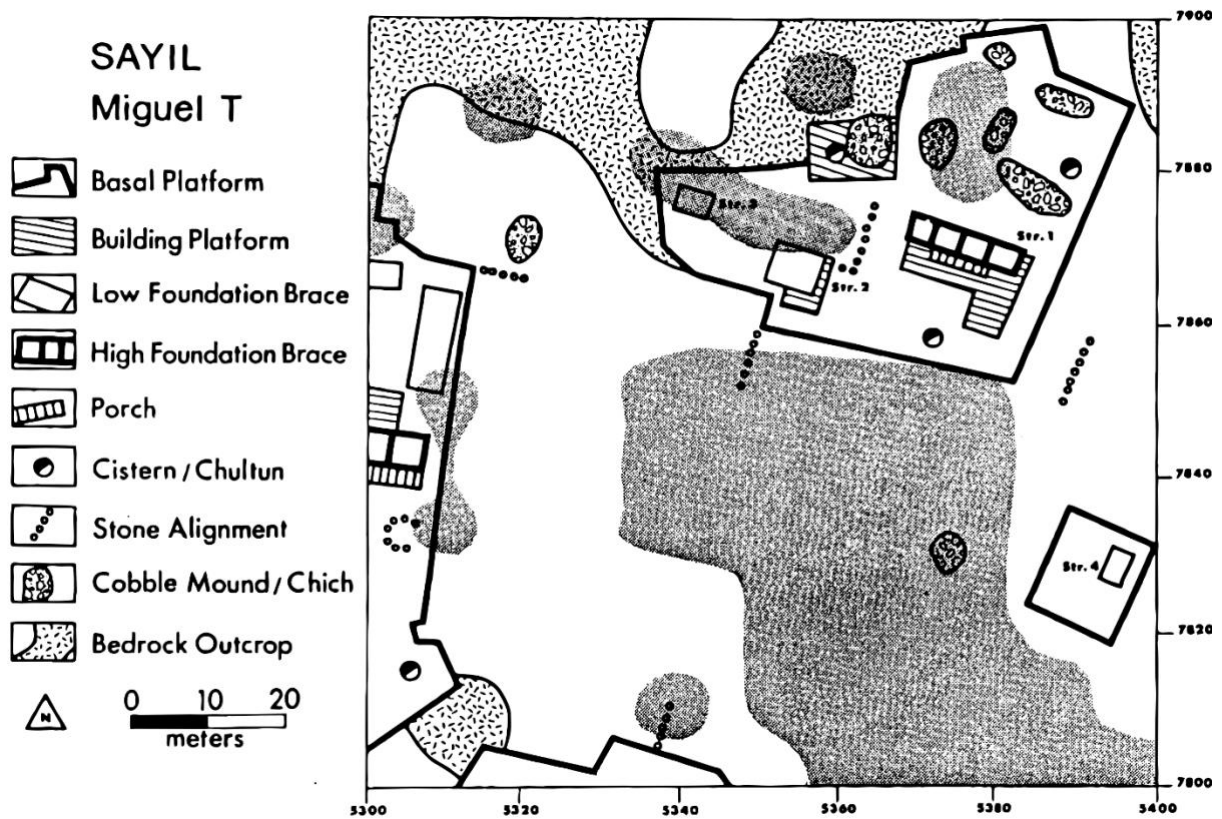 SAYIL
Miguel T
Basal Platform
Building Platform
Low Foundation Brace
High Foundation Brace
Porch
Cistern / Chultun
Stone Alignment
Cobble Mound / Chich
Bedrock Outcrop
N
0 10 20
meters
Str. 3
Str. 1
Str. 2
Str. 4
7900
7880
7860
7840
7820
7800
5300 5320 5340 5360 5380 5400